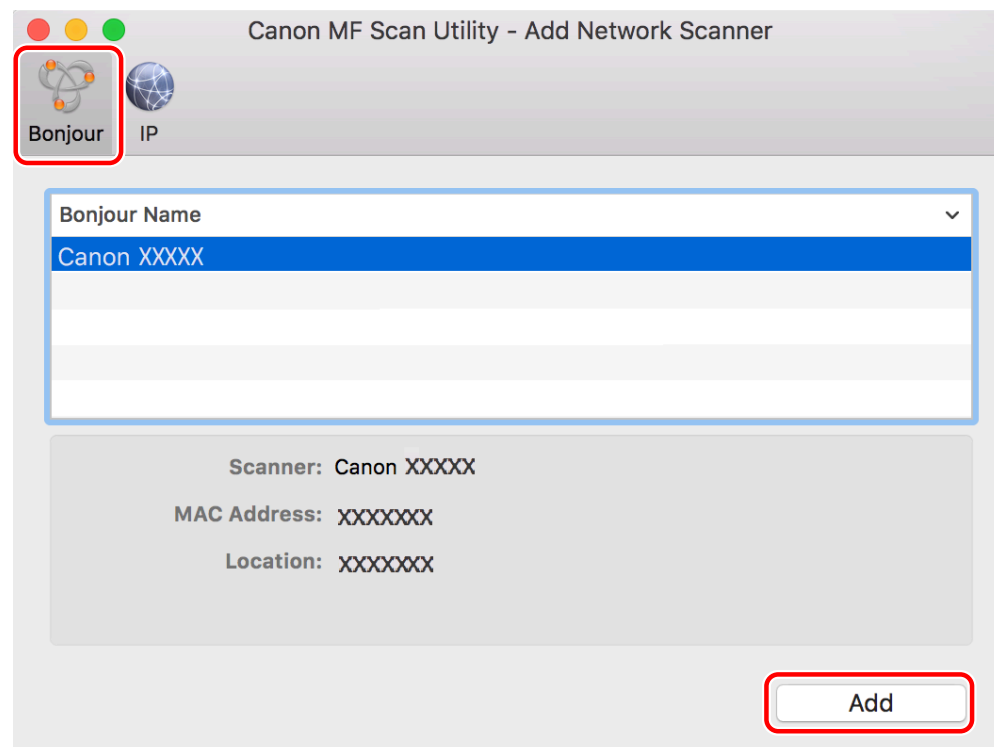 Canon MF Scan Utility - Add Network Scanner
Bonjour IP
Bonjour Name
Canon XXXXX
Scanner: Canon XXXXX
MAC Address: XXXXXXX
Location: XXXXXXX
Add